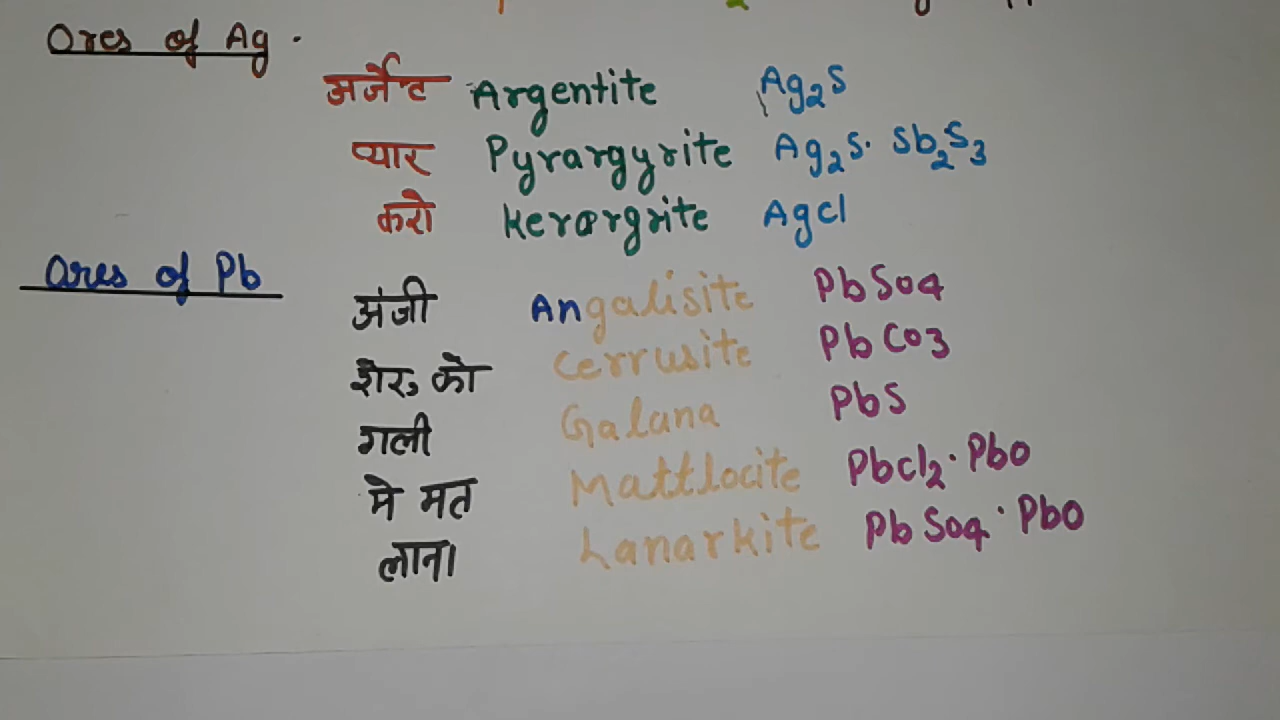 Ores of Ag.
अर्जेन्ट Argentite Ag2S
प्यार Pyrargyrite Ag2S. Sb2S3
करो Kerorgrite AgCl
Ores of Pb
अंजी Angalisite PbSO4
शेर, को Cerrusite PbCO3
गली Galana PbS
मे मत Mattlocite PbCl2.PbO
लाना Lanarkite PbSO4.PbO